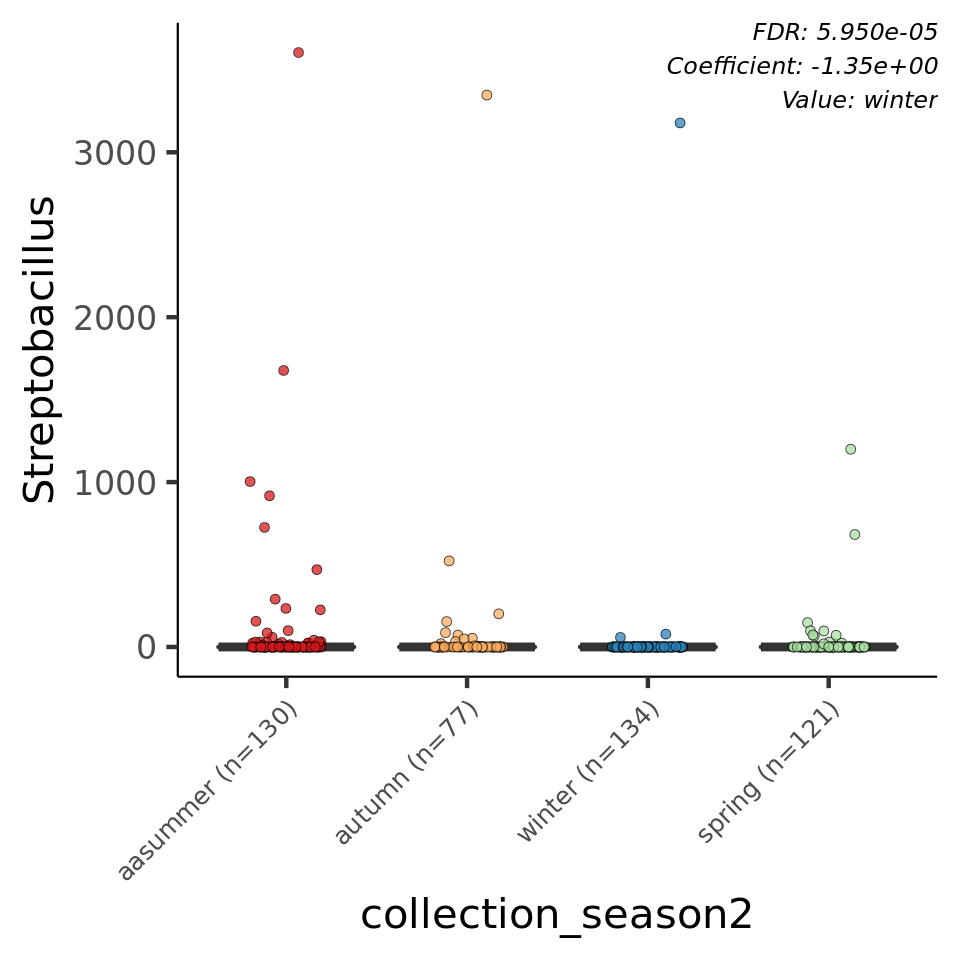 FDR: 5.950e-05
Coefficient: -1.35e+00
Value: winter
Streptobacillus
3000
2000
1000
0
aasummer (n=130)
autumn (n=77)
winter (n=134)
spring (n=121)
collection_season2